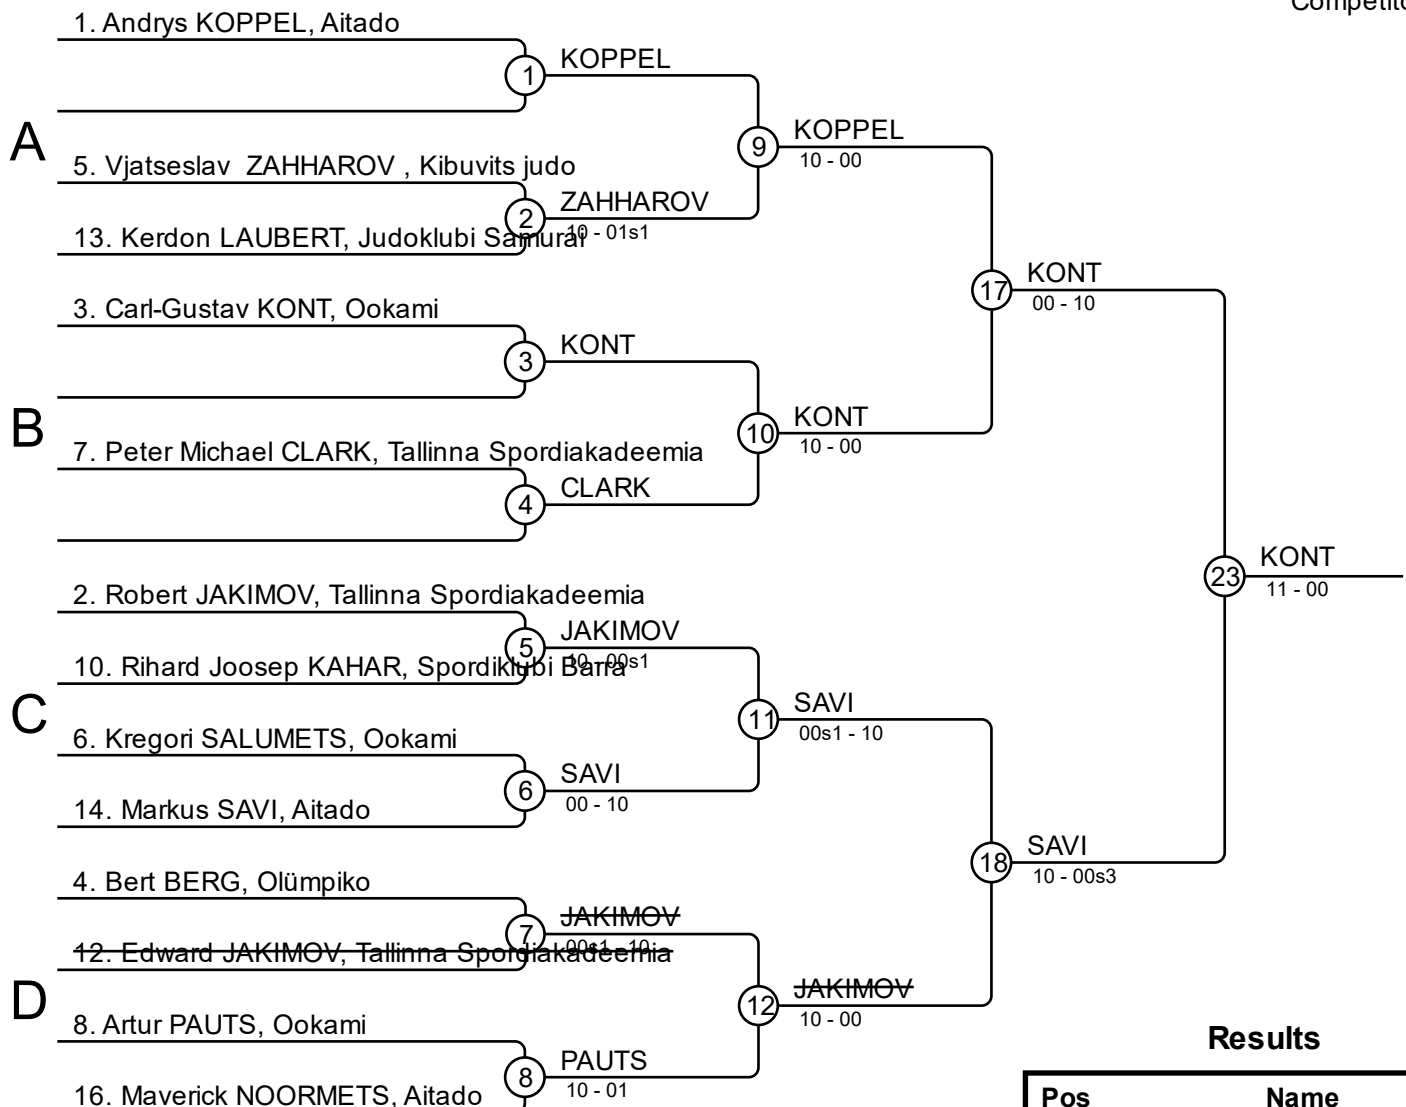 Competito
1. Andrys KOPPEL, Aitado
1
KOPPEL
A
9
KOPPEL
10 - 00
5. Vjatseslav  ZAHHAROV , Kibuvits judo
2
ZAHHAROV
10 - 01s1
13. Kerdon LAUBERT, Judoklubi Samurai
17
KONT
00 - 10
3. Carl-Gustav KONT, Ookami
3
KONT
B
10
KONT
10 - 00
7. Peter Michael CLARK, Tallinna Spordiakadeemia
4
CLARK
23
KONT
11 - 00
2. Robert JAKIMOV, Tallinna Spordiakadeemia
5
JAKIMOV
10 - 00s1
10. Rihard Joosep KAHAR, Spordiklubi Barra
C
11
SAVI
00s1 - 10
6. Kregori SALUMETS, Ookami
6
SAVI
00 - 10
14. Markus SAVI, Aitado
18
SAVI
10 - 00s3
4. Bert BERG, Olümpiko
7
JAKIMOV
00s1 - 10
12. Edward JAKIMOV, Tallinna Spordiakadeemia
D
12
JAKIMOV
10 - 00
8. Artur PAUTS, Ookami
8
PAUTS
10 - 01
16. Maverick NOORMETS, Aitado
Results
Pos Name